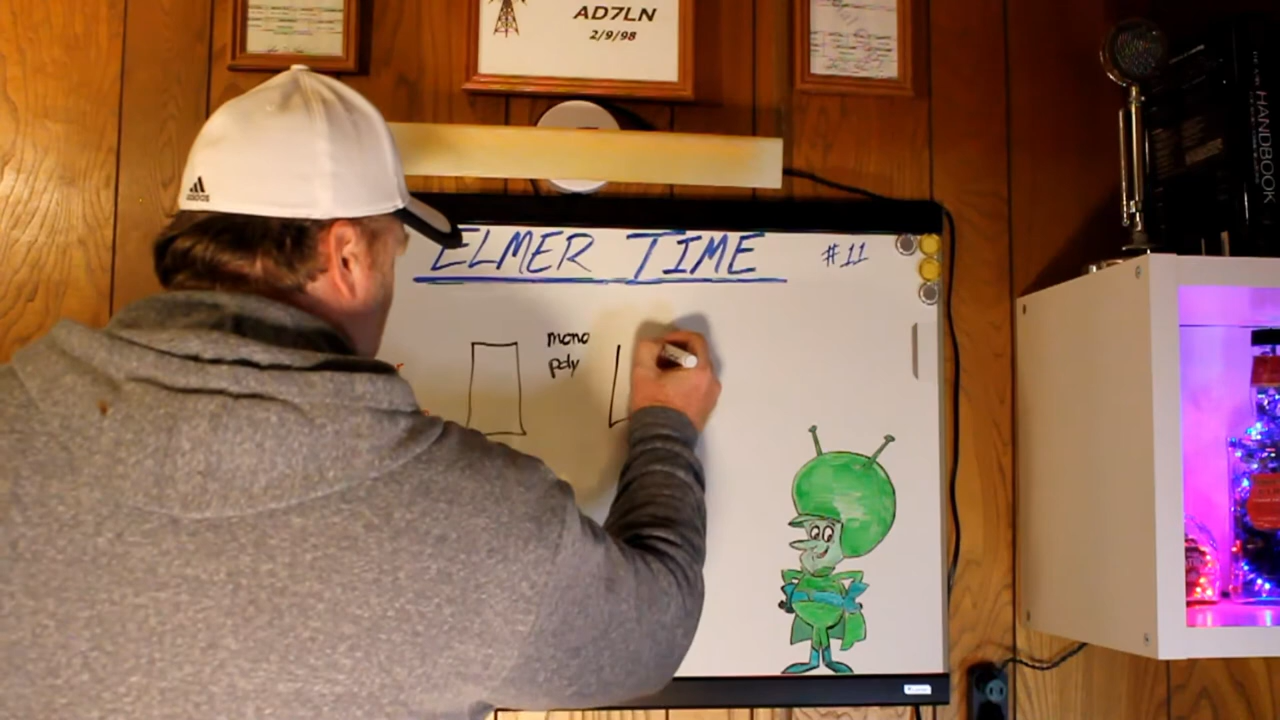 AD7LN
2/9/98
HANDBOOK
adidas
ELMER TIME #11
mono
poly